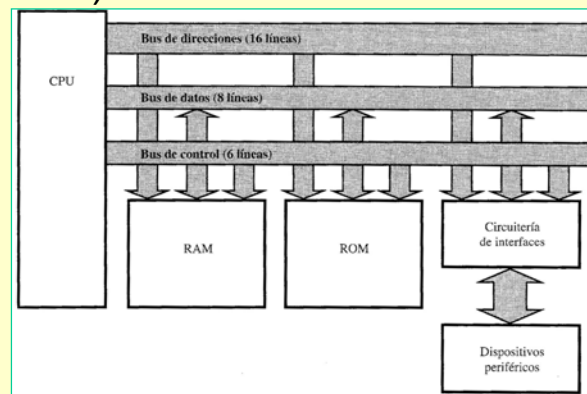 Bus de direcciones (16 líneas)
CPU
Bus de datos (8 líneas)
Bus de control (6 líneas)
RAM
ROM
Circuitería
de interfaces
Dispositivos
periféricos